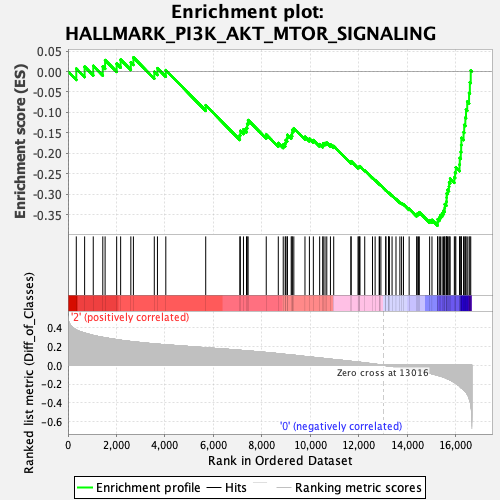 Enrichment plot:
HALLMARK_PI3K_AKT_MTOR_SIGNALING
Enrichment score (ES)
0.05
0.00
-0.05
-0.10
-0.15
-0.20
-0.25
-0.30
-0.35
'2' (positively correlated)
Ranked list metric (Diff_of_Classes)
0.4
0.2
0.0
-0.2
-0.4
-0.6
Zero cross at 13016
'0' (negatively correlated)
0
2,000
4,000
6,000
8,000
10,000
12,000
14,000
16,000
Rank in Ordered Dataset
Enrichment profile
Hits
Ranking metric scores